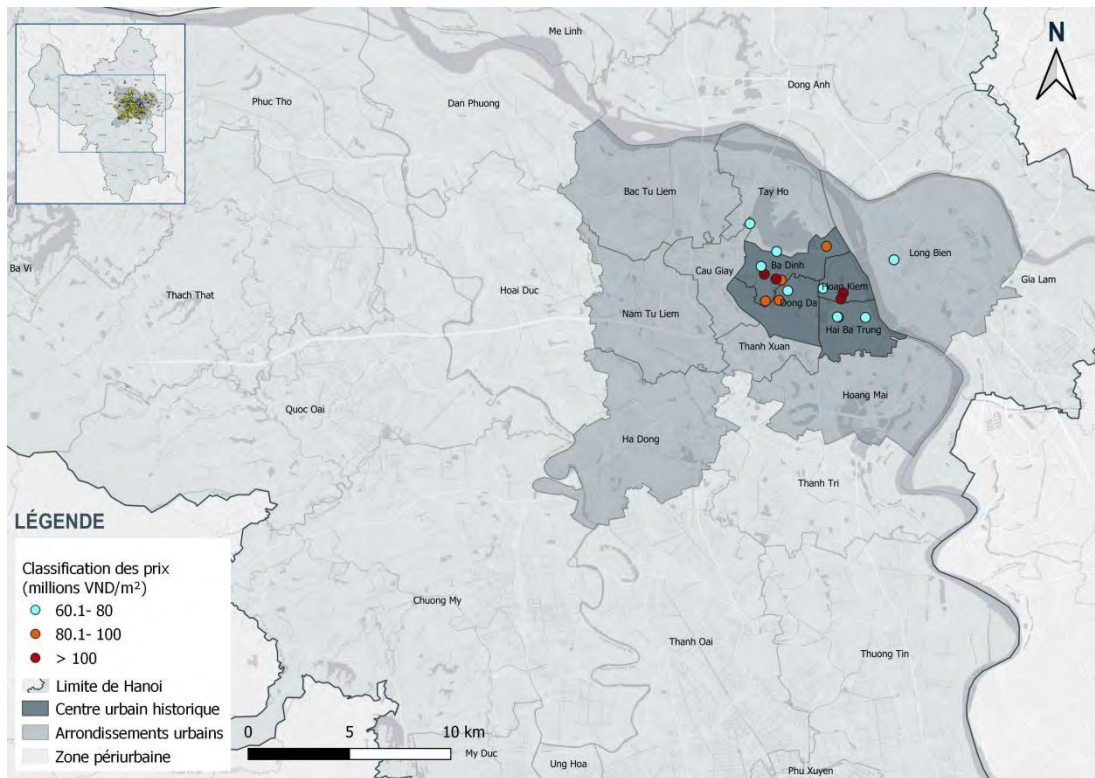 Me Linh
N
Dong Anh
Phuc Tho
Dan Phuong
Bac Tu Liem
Tay Ho
Long Bien
Cau Giay
Ba Dinh
Ba Vi
Gia Lam
Thach That
Hoai Duc
Hoan Kiem
Dong Da
Nam Tu Liem
Hai Ba Trung
Thanh Xuan
Hoang Mai
Quoc Oai
Ha Dong
Thanh Tri
LÉGENDE
Classification des prix
(millions VND/m²)
60.1- 80
80.1- 100
> 100
Limite de Hanoi
Centre urbain historique
Arrondissements urbains
Zone périurbaine
Chuong My
Thanh Oai
Thuong Tin
0 5 10 km
My Duc
Ung Hoa
Phu Xuyen